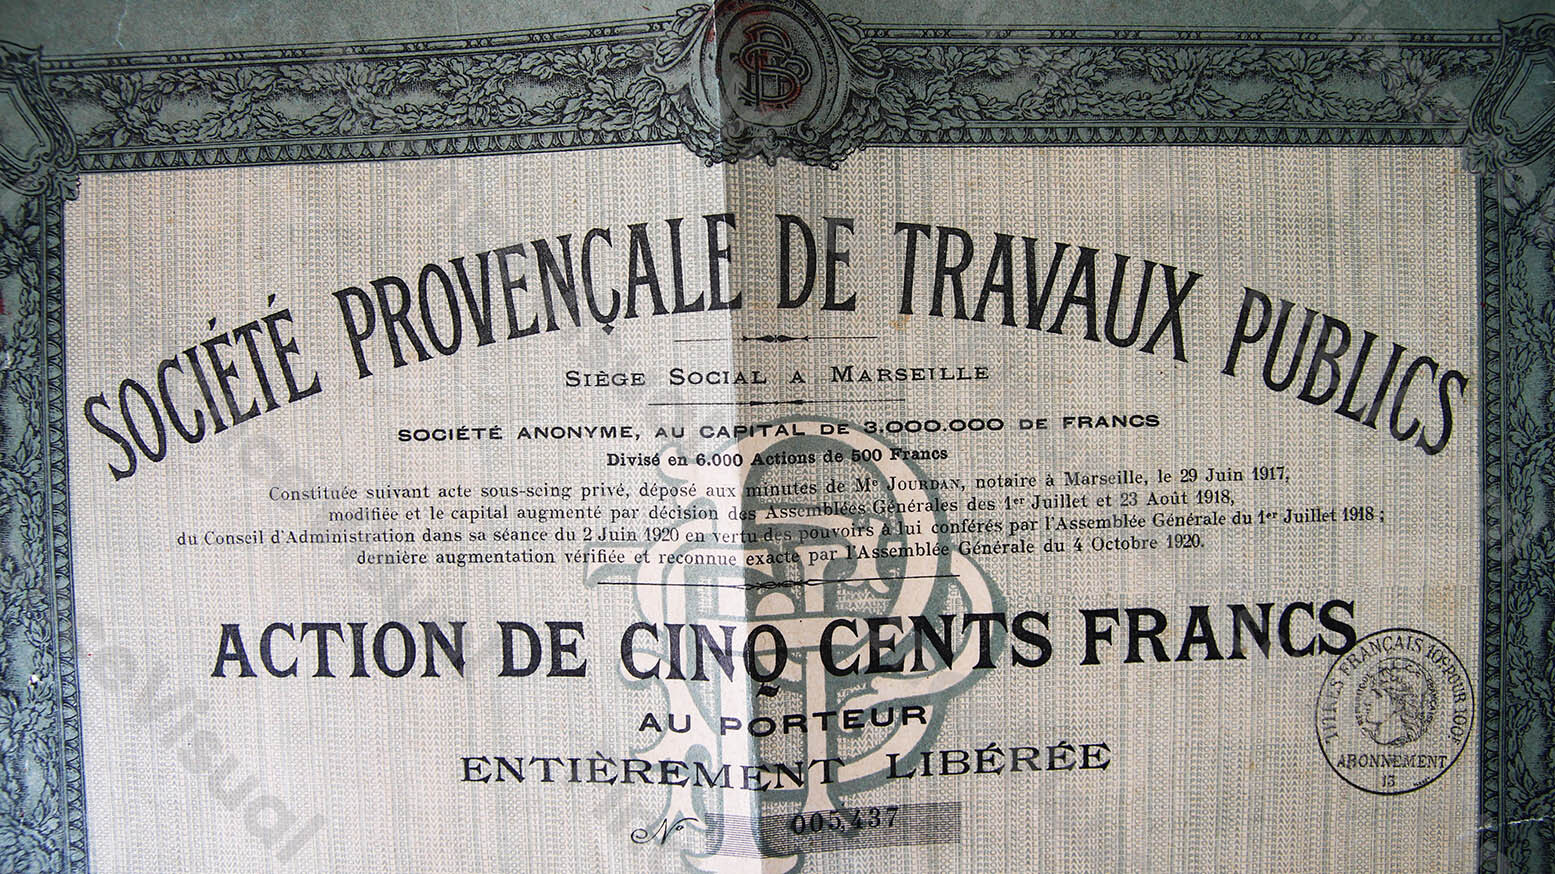 SOCIÉTÉ PROVENÇALE DE TRAVAUX PUBLICS
SIÈGE SOCIAL A MARSEILLE
SOCIÉTÉ ANONYME, AU CAPITAL DE 3.000.000 DE FRANCS
Divisé en 6.000 Actions de 500 Francs
Constituée suivant acte sous-seing privé, déposé aux minutes de Me JOURDAN, notaire à Marseille, le 29 Juin 1917,
modifiée et le capital augmenté par décision des Assemblées Générales des 1er Juillet et 23 Août 1918,
du Conseil d'Administration dans sa séance du 2 Juin 1920 en vertu des pouvoirs à lui conférés par l'Assemblée Générale du 1er Juillet 1918 ;
dernière augmentation vérifiée et reconnue exacte par l'Assemblée Générale du 4 Octobre 1920.
ACTION DE CINQ CENTS FRANCS
AU PORTEUR
ENTIÈREMENT LIBÉRÉE
No 005,437
TITRES FRANÇAIS POUR 100F
ABONNEMENT
13